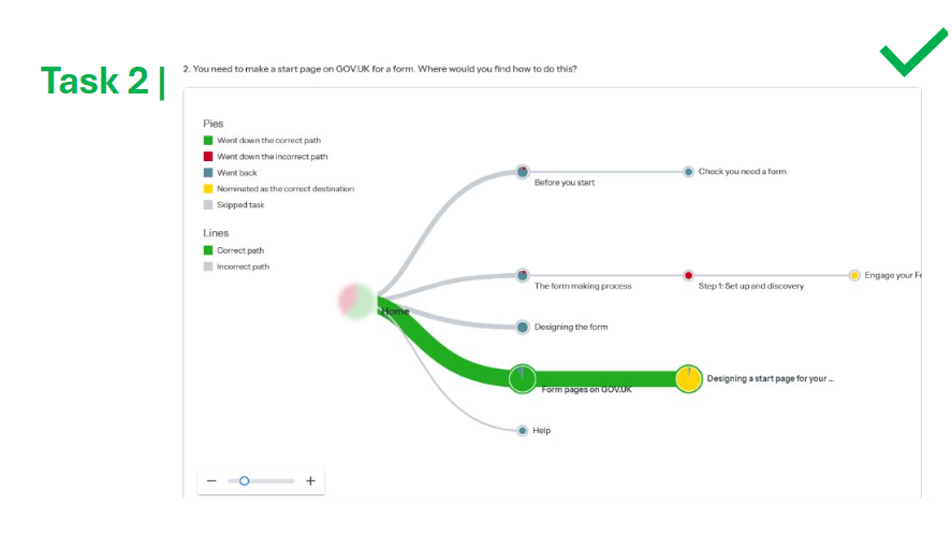 Task 2 |
2. You need to make a start page on GOV.UK for a form. Where would you find how to do this?
Pies
Went down the correct path
Went down the incorrect path
Went back
Nominated as the correct destination
Skipped task
Lines
Correct path
Incorrect path
Before you start
Check you need a form
The form making process
Step 1: Set up and discovery
Engage your Fo
Home
Designing the form
Form pages on GOV.UK
Designing a start page for your ...
Help